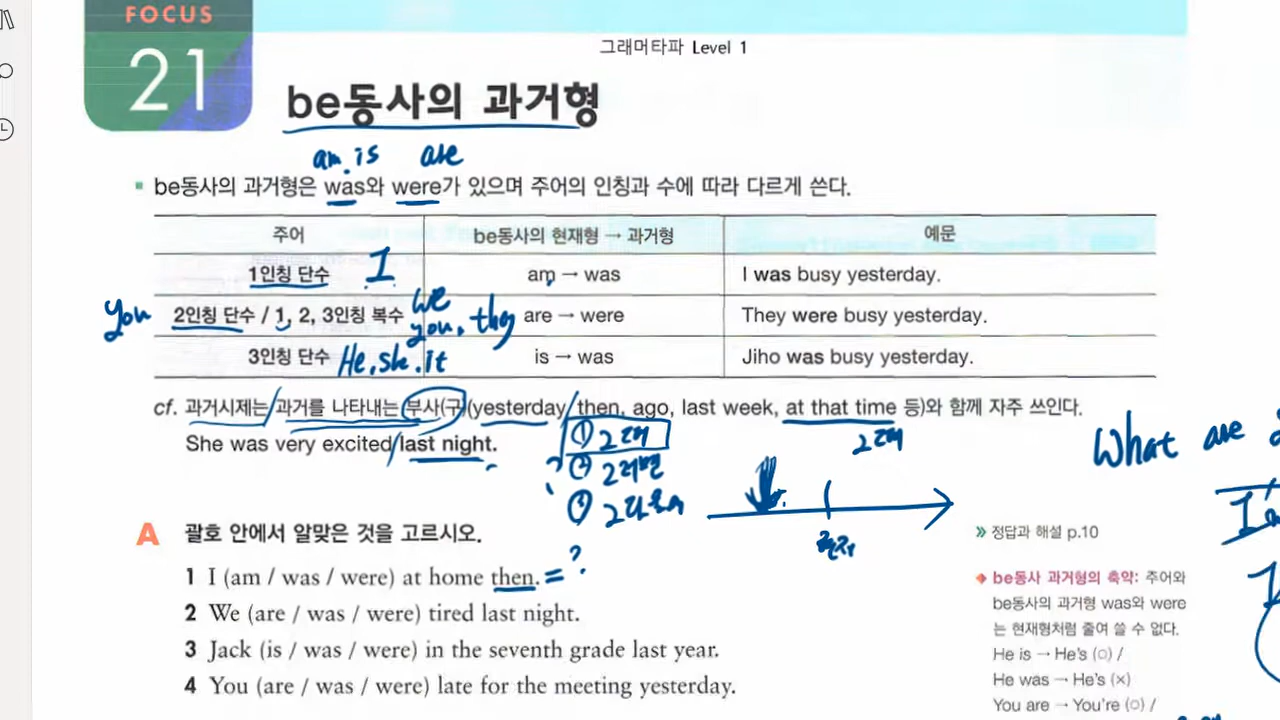 FOCUS
21
그래머타파 Level 1
be동사의 과거형
am. is are
be동사의 과거형은 was와 were가 있으며 주어의 인칭과 수에 따라 다르게 쓴다.
주어 be동사의 현재형 → 과거형 예문
1인칭 단수 I am → was I was busy yesterday.
you 2인칭 단수 / 1, 2, 3인칭 복수 we you, they are → were They were busy yesterday.
3인칭 단수 He, she. it is → was Jiho was busy yesterday.
cf. 과거시제는 과거를 나타내는 부사(구)(yesterday, then, ago, last week, at that time 등)와 함께 자주 쓰인다.
She was very excited last night.
① 그때
② 그러면
③ 그 다음에
그때
현재
What are
A 괄호 안에서 알맞은 것을 고르시오.
1 I (am / was / were) at home then. = ?
2 We (are / was / were) tired last night.
3 Jack (is / was / were) in the seventh grade last year.
4 You (are / was / were) late for the meeting yesterday.
» 정답과 해설 p.10
be동사 과거형의 축약: 주어와
be동사의 과거형 was와 were
는 현재형처럼 줄여 쓸 수 없다.
He is → He's (○) /
He was → He's (×)
You are → You're (○) /